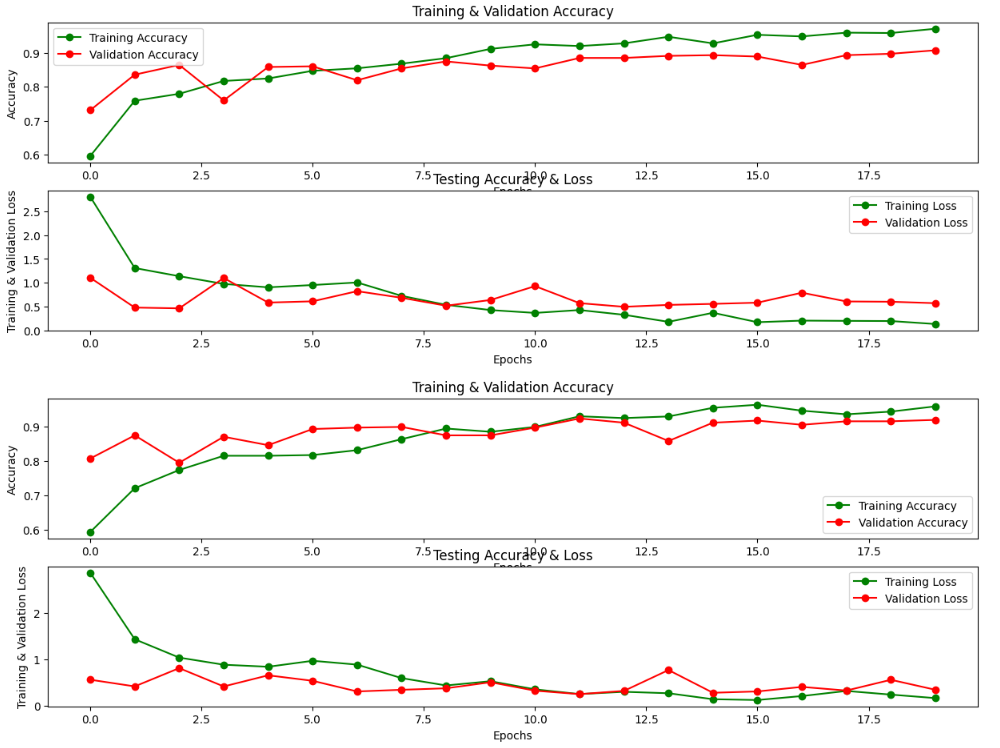 Training & Validation Accuracy
Accuracy
0.9
0.8
0.7
0.6
Training Accuracy
Validation Accuracy
0.0 2.5 5.0 7.5 10.0 12.5 15.0 17.5
Epochs
Testing Accuracy & Loss
Training & Validation Loss
2.5
2.0
1.5
1.0
0.5
0.0
Training Loss
Validation Loss
0.0 2.5 5.0 7.5 10.0 12.5 15.0 17.5
Epochs
Training & Validation Accuracy
Accuracy
0.9
0.8
0.7
0.6
Training Accuracy
Validation Accuracy
0.0 2.5 5.0 7.5 10.0 12.5 15.0 17.5
Epochs
Testing Accuracy & Loss
Training & Validation Loss
2
1
0
Training Loss
Validation Loss
0.0 2.5 5.0 7.5 10.0 12.5 15.0 17.5
Epochs